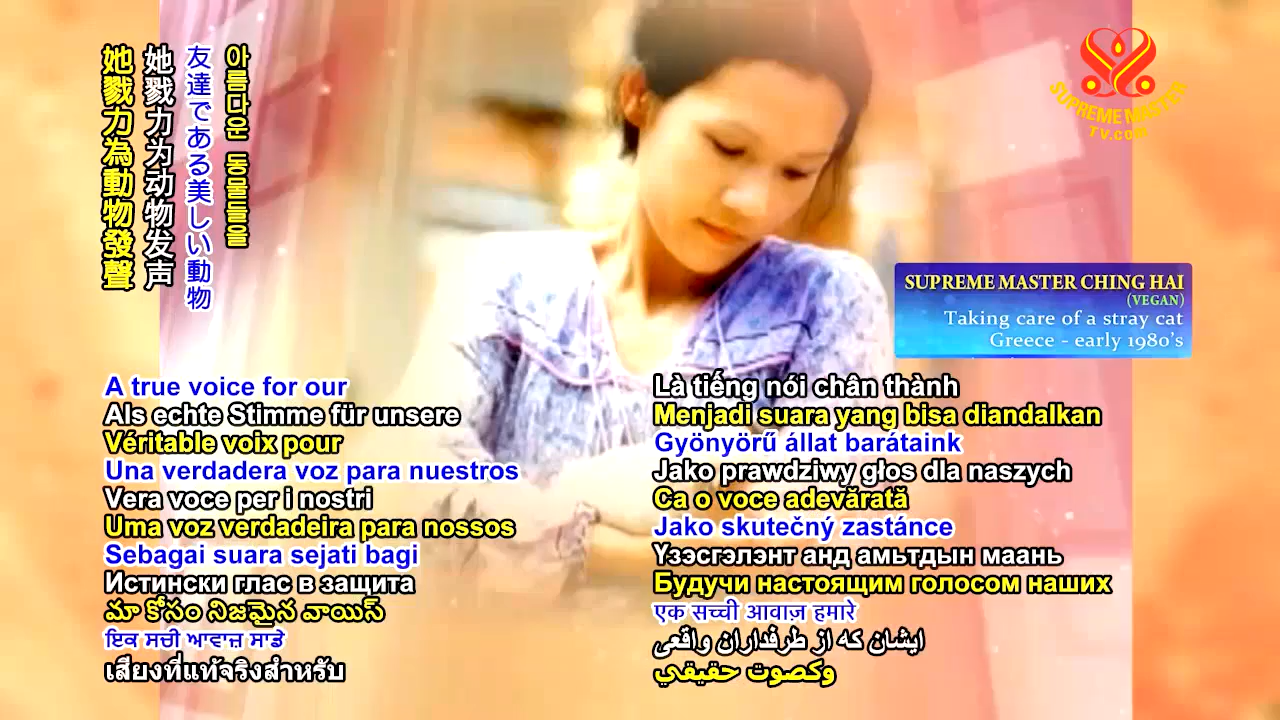 她戮力為動物發聲
她戮力为动物发声
友達である美しい動物
아름다운 동물들을
SUPREME MASTER
TV.COM
SUPREME MASTER CHING HAI
(VEGAN)
Taking care of a stray cat
Greece - early 1980's
A true voice for our
Als echte Stimme für unsere
Véritable voix pour
Una verdadera voz para nuestros
Vera voce per i nostri
Uma voz verdadeira para nossos
Sebagai suara sejati bagi
Истински глас в защита
మా కోసం నిజమైన వాయిస్
ਇਕ ਸਚੀ ਆਵਾਜ਼ ਸਾਡੇ
เสียงที่แท้จริงสำหรับ
Là tiếng nói chân thành
Menjadi suara yang bisa diandalkan
Gyönyörű állat barátaink
Jako prawdziwy głos dla naszych
Ca o voce adevărată
Jako skutečný zastánce
Үзэсгэлэнт анд амьтдын маань
Будучи настоящим голосом наших
एक सच्ची आवाज़ हमारे
ایشان که از طرفداران واقعی
وكصوت حقيقي